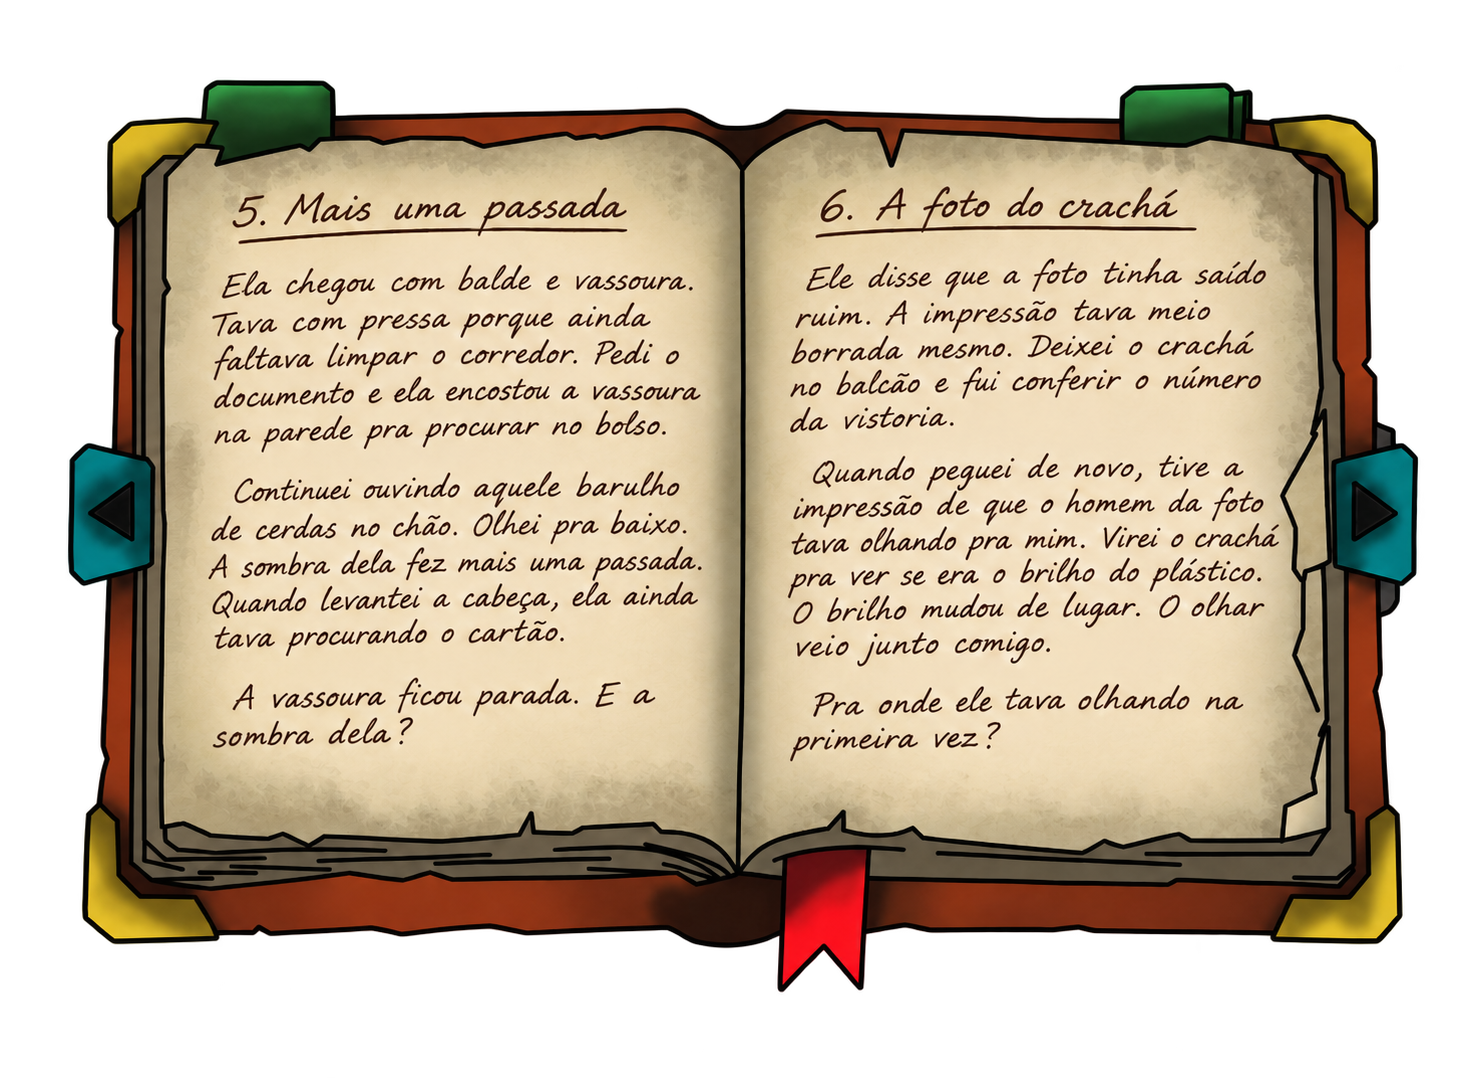 5. Mais uma passada
Ela chegou com balde e vassoura.
Tava com pressa porque ainda
faltava limpar o corredor. Pedi o
documento e ela encostou a vassoura
na parede pra procurar no bolso.
Continuei ouvindo aquele barulho
de cerdas no chão. Olhei pra baixo.
A sombra dela fez mais uma passada.
Quando levantei a cabeça, ela ainda
tava procurando o cartão.
A vassoura ficou parada. E a
sombra dela?
6. A foto do crachá
Ele disse que a foto tinha saído
ruim. A impressão tava meio
borrada mesmo. Deixei o crachá
no balcão e fui conferir o número
da vistoria.
Quando peguei de novo, tive a
impressão de que o homem da foto
tava olhando pra mim. Virei o crachá
pra ver se era o brilho do plástico.
O brilho mudou de lugar. O olhar
veio junto comigo.
Pra onde ele tava olhando na
primeira vez?